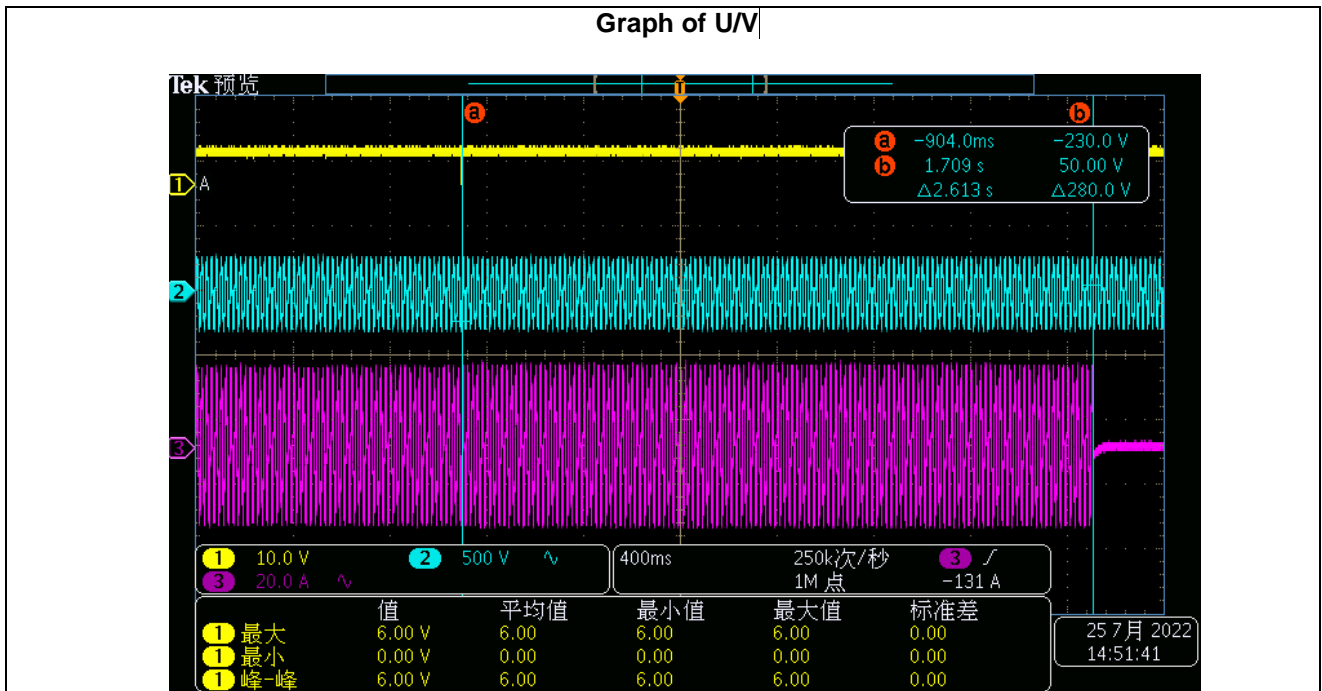 Graph of U/V
Tek 预览
T
a
b
a −904.0ms −230.0 V
b 1.709 s 50.00 V
△2.613 s △280.0 V
1 A
2
3
1 10.0 V 2 500 V 400ms 250k次/秒 3
3 20.0 A 1M 点 −131 A
值 平均值 最小值 最大值 标准差
1 最大 6.00 V 6.00 6.00 6.00 0.00
1 最小 0.00 V 0.00 0.00 0.00 0.00
1 峰-峰 6.00 V 6.00 6.00 6.00 0.00
25 7月 2022
14:51:41